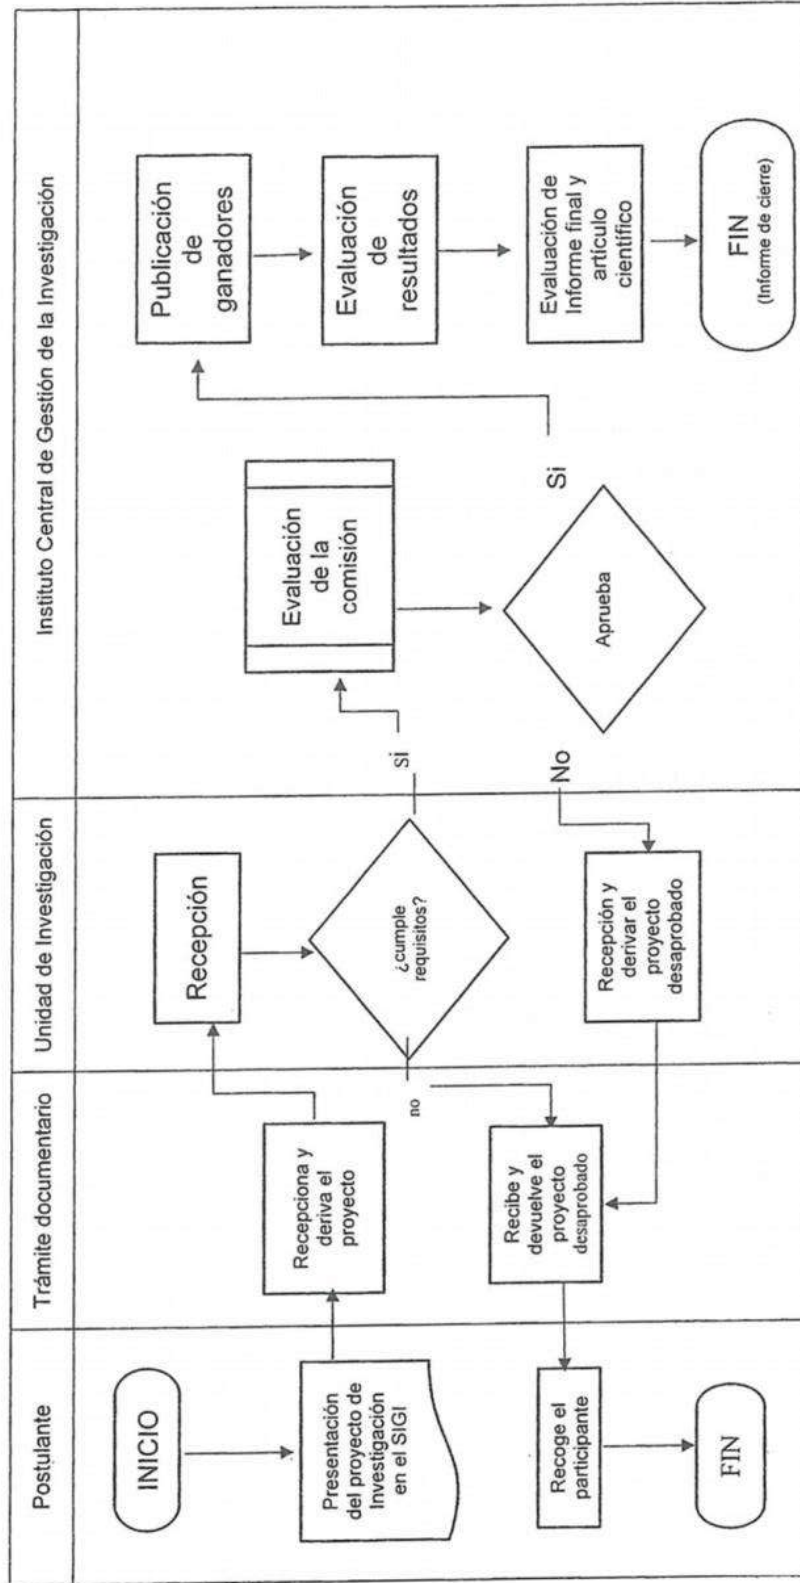 Postulante
Trámite documentario
Unidad de Investigación
Instituto Central de Gestión de la Investigación
INICIO
Presentación
del proyecto de
Investigación
en el SIGI
Recoge el
participante
FIN
Recepciona y
deriva el
proyecto
no
Recibe y
devuelve el
proyecto
desaprobado
Recepción
¿cumple
requisitos?
Recepción y
derivar el
proyecto
desaprobado
si
Evaluación
de la
comisión
Aprueba
No
Si
Publicación
de
ganadores
Evaluación
de
resultados
Evaluación de
Informe final y
artículo
científico
FIN
(Informe de cierre)